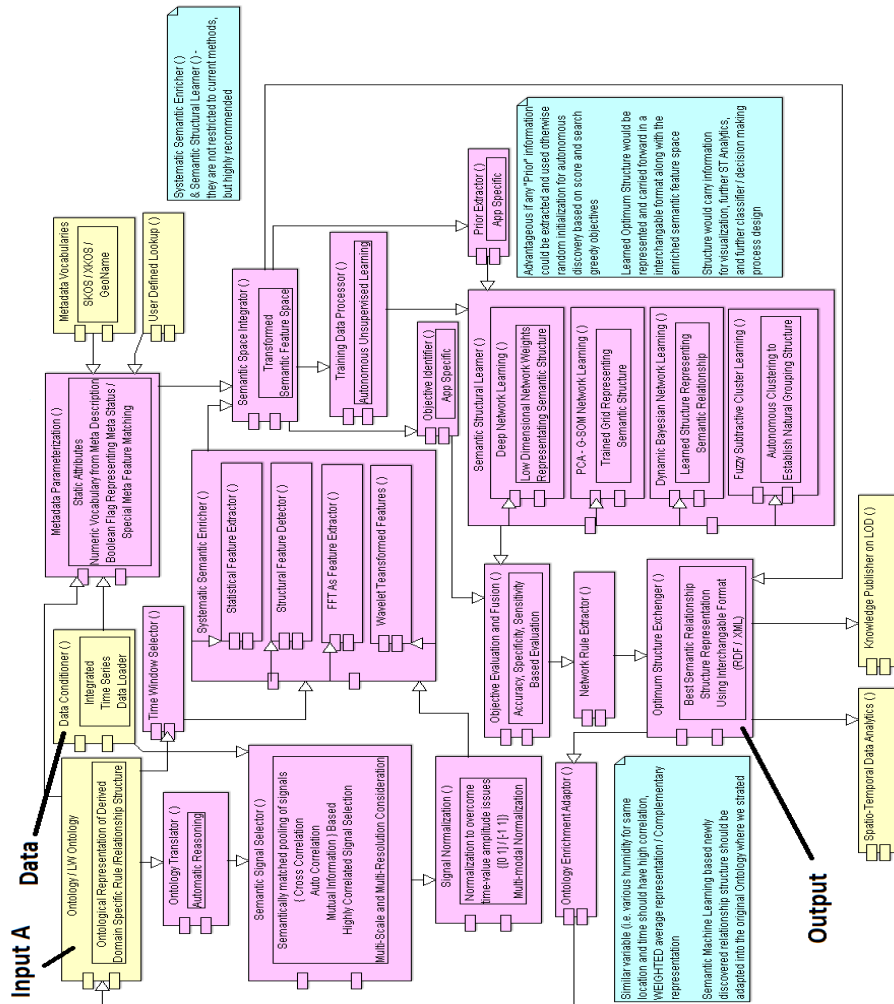 Input A
Data
Output
Ontology / LW Ontology
Ontological Representation of Derived
Domain Specific Rule /Relationship Structure
Data Conditioner ( )
Integrated
Time Series
Data Loader
Metadata Parameterization ( )
Static Attributes
Numeric Vocabulary from Meta Description
Boolean Flag Representing Meta Status /
Special Meta Feature Matching
Metadata Vocabularies
SKOS / XKOS /
GeoName
User Defined Lookup ( )
Systematic Semantic Enricher ( )
& Semantic Structural Learner ( ) -
they are not restricted to current methods,
but highly recommended
Ontology Translator ( )
Automatic Reasoning
Time Window Selector ( )
Semantic Signal Selector ( )
Semantically matched pooling of signals
{ Cross Correlation
Auto Correlation
Mutual Information } Based
Highly Correlated Signal Selection
Multi-Scale and Multi-Resolution Consideration
Systematic Semantic Enricher ( )
Statistical Feature Extractor ( )
Structural Feature Detector ( )
FFT As Feature Extractor ( )
Wavelet Transformed Features ( )
Semantic Space Integrator ( )
Transformed
Semantic Feature Space
Training Data Processor ( )
Autonomous Unsupervised Learning
Objective Identifier ( )
App Specific
Prior Extractor ( )
App Specific
Signal Normalization ( )
Normalization to overcome
time-value amplitude issues
([0 1] / [-1 1])
Multi-modal Normalization
Semantic Structural Learner ( )
Deep Network Learning ( )
Low Dimensional Network Weights
Representating Semantic Structure
PCA - G-SOM Network Learning ( )
Trained Grid Representing
Semantic Structure
Dynamic Bayesian Network Learning ( )
Learned Structure Representing
Semantic Relationship
Fuzzy Subtractive Cluster Learning ( )
Autonomous Clustering to
Establish Natural Grouping Structure
Advantageous if any "Prior" information
could be extracted and used otherwise
random initialization for autonomous
discovery based on score and search
greedy objectives
Learned Optimum Structure would be
represented and carried forward in a
interchangable format along with the
enriched semantic feature space
Structure would carry information
for visualization, further ST Analytics,
and further classifier / decision making
process design
Objective Evaluation and Fusion ( )
Accuracy, Specificity, Sensitivity
Based Evaluation
Network Rule Extractor ( )
Ontology Enrichment Adaptor ( )
Optimum Structure Exchenger ( )
Best Semantic Relationship
Structure Representation
Using Interchangable Format
(RDF / XML)
Similar variable (i.e. various humidity for same
location and time should have high correlation,
WEIGHTED average representation / Complementary
representation
Semantic Machine Learning based newly
discovered relationship structure should be
adapted into the original Ontology where we strated
Spatio-Temporal Data Analytics ( )
Knowledge Publisher on LOD ( )